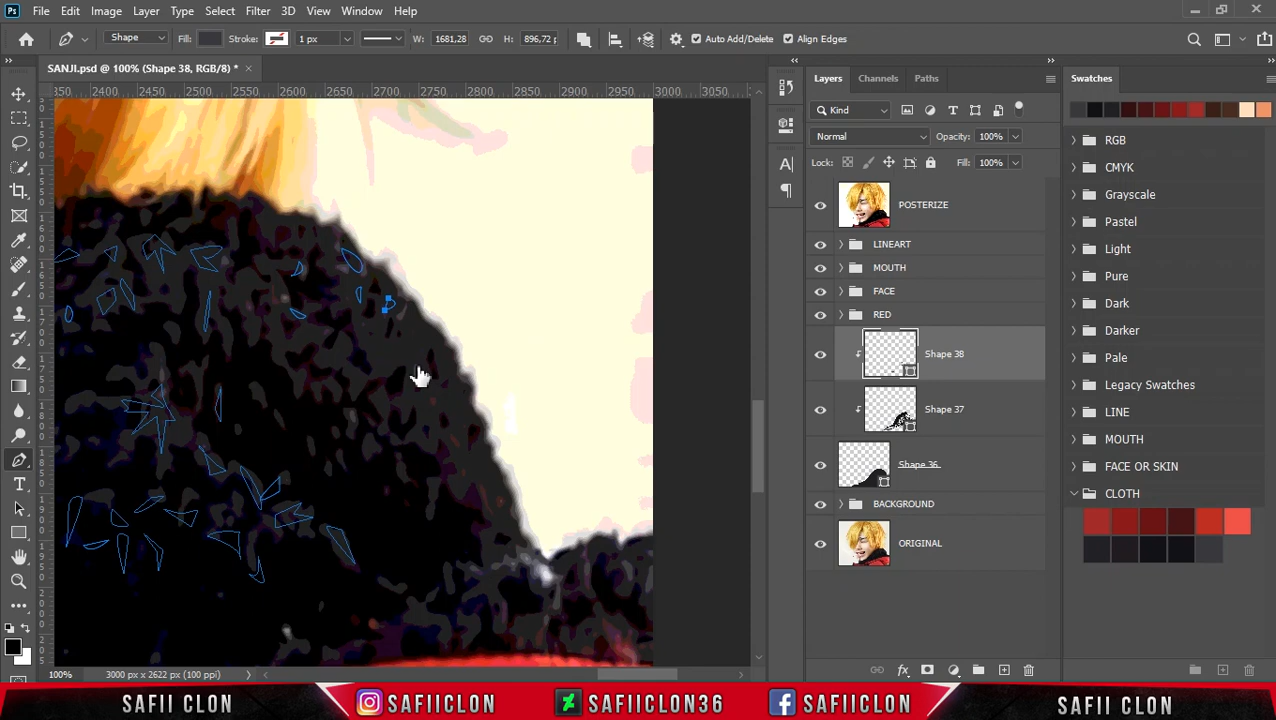 Ps File Edit Image Layer Type Select Filter 3D View Window Help
Shape Fill: Stroke: 1 px W: 1681,28 H: 896,72 p Auto Add/Delete Align Edges
SANJI.psd @ 100% (Shape 38, RGB/8) *
350 2400 2450 2500 2550 2600 2650 2700 2750 2800 2850 2900 2950 3000 3050
Layers Channels Paths
Kind
Normal Opacity: 100%
Lock: Fill: 100%
POSTERIZE
LINEART
MOUTH
FACE
RED
Shape 38
Shape 37
Shape 36
BACKGROUND
ORIGINAL
Swatches
RGB
CMYK
Grayscale
Pastel
Light
Pure
Dark
Darker
Pale
Legacy Swatches
LINE
MOUTH
FACE OR SKIN
CLOTH
100% 3000 px x 2622 px (100 ppi)
SAFII CLON SAFIICLON SAFIICLON36 SAFIICLON SAFII CLON